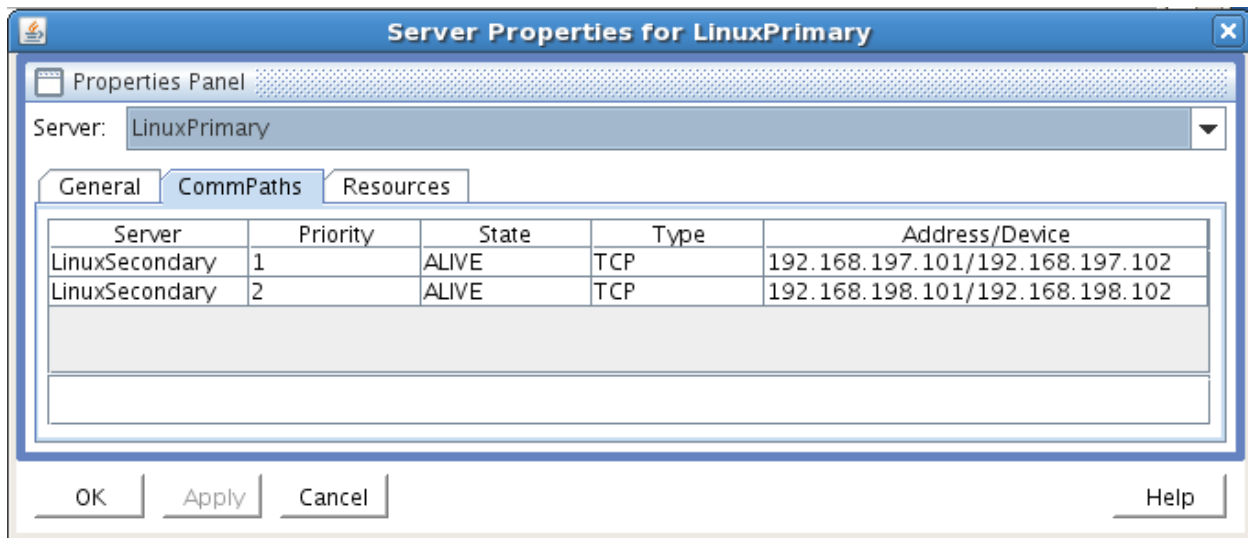 Server Properties for LinuxPrimary
Properties Panel
Server: LinuxPrimary
General CommPaths Resources
Server Priority State Type Address/Device
LinuxSecondary 1 ALIVE TCP 192.168.197.101/192.168.197.102
LinuxSecondary 2 ALIVE TCP 192.168.198.101/192.168.198.102
OK Apply Cancel Help